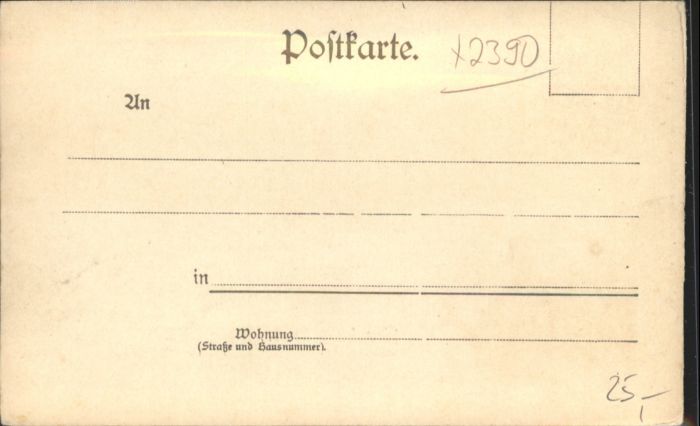 Postkarte.
x2390
An
in
Wohnung
(Straße und Hausnummer).
25,-